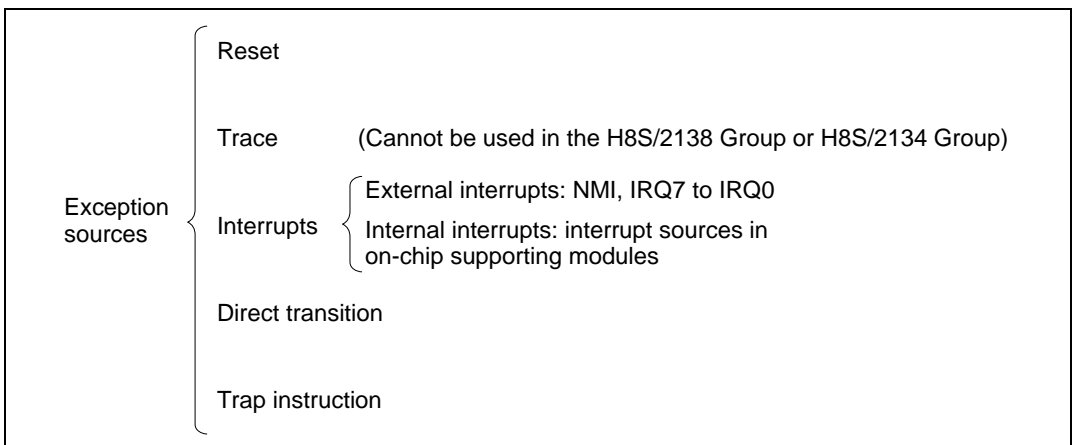 Reset
Trace (Cannot be used in the H8S/2138 Group or H8S/2134 Group)
Exception
sources
Interrupts
External interrupts: NMI, IRQ7 to IRQ0
Internal interrupts: interrupt sources in
on-chip supporting modules
Direct transition
Trap instruction